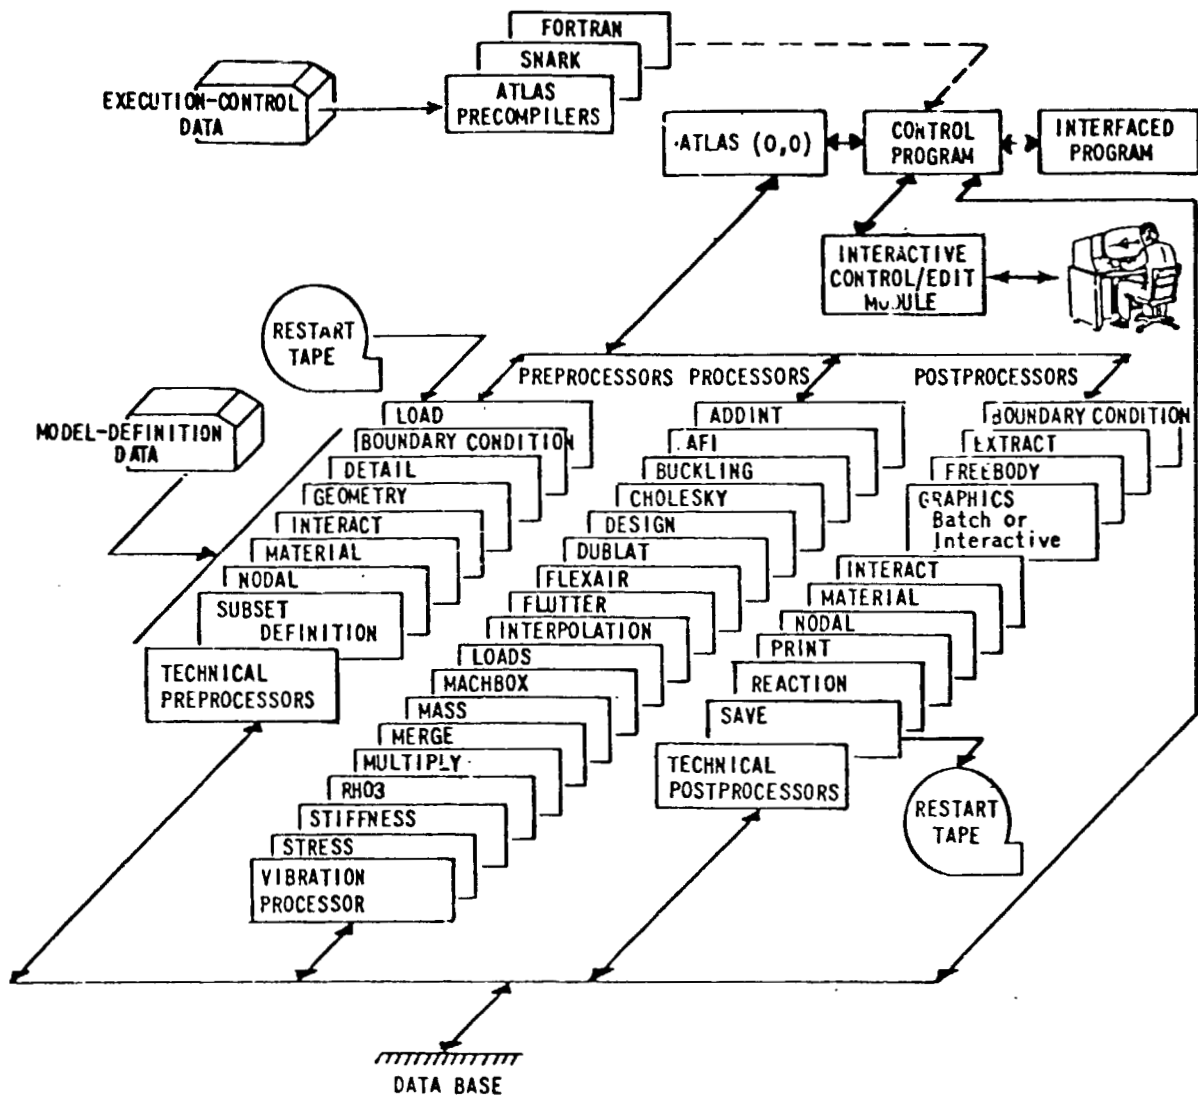 FORTRAN
SNARK
ATLAS
PRECOMPILERS
EXECUTION-CONTROL
DATA
ATLAS (0,0)
CONTROL
PROGRAM
INTERFACED
PROGRAM
INTERACTIVE
CONTROL/EDIT
MODULE
RESTART
TAPE
MODEL-DEFINITION
DATA
PREPROCESSORS
PROCESSORS
POSTPROCESSORS
LOAD
BOUNDARY CONDITION
DETAIL
GEOMETRY
INTERACT
MATERIAL
NODAL
SUBSET
DEFINITION
TECHNICAL
PREPROCESSORS
ADDINT
AFI
BUCKLING
CHOLESKY
DESIGN
DUBLAT
FLEXAIR
FLUTTER
INTERPOLATION
LOADS
MACHBOX
MASS
MERGE
MULTIPLY
RHO3
STIFFNESS
STRESS
VIBRATION
PROCESSOR
BOUNDARY CONDITION
EXTRACT
FREEBODY
GRAPHICS
Batch or
Interactive
INTERACT
MATERIAL
NODAL
PRINT
REACTION
SAVE
TECHNICAL
POSTPROCESSORS
RESTART
TAPE
DATA BASE